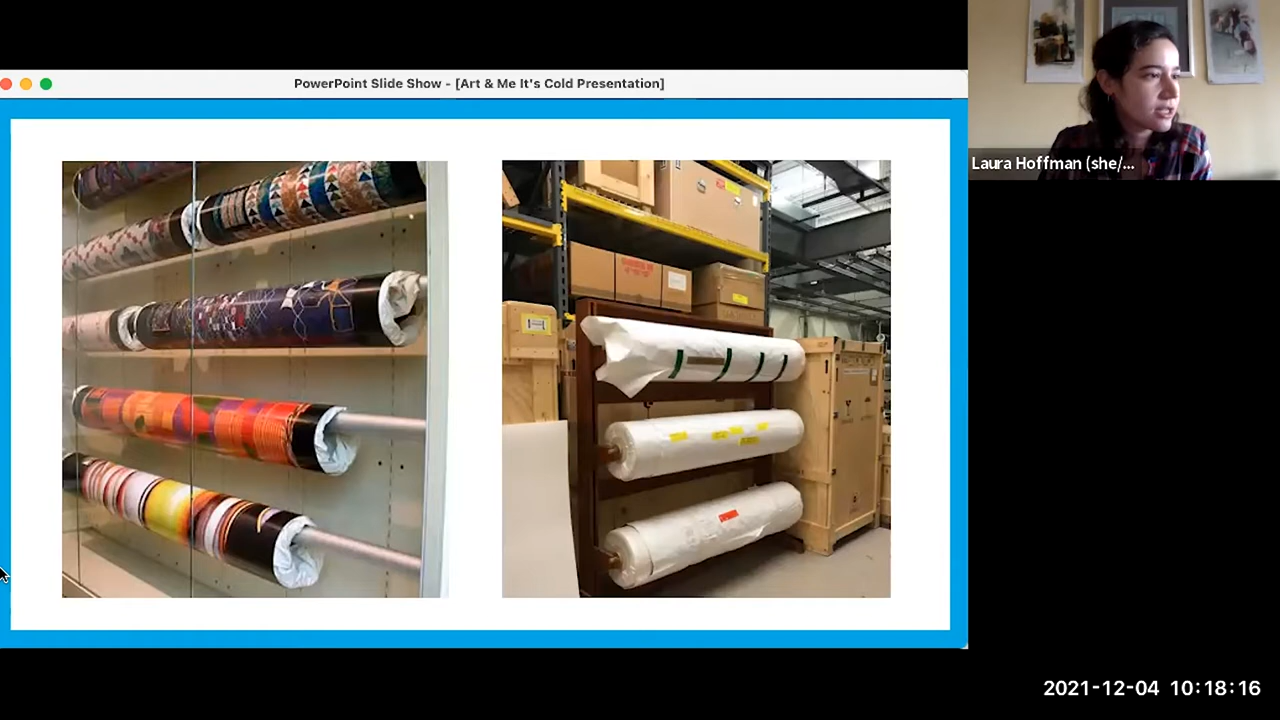 PowerPoint Slide Show - [Art & Me It's Cold Presentation]
Laura Hoffman (she/...
2021-12-04 10:18:16